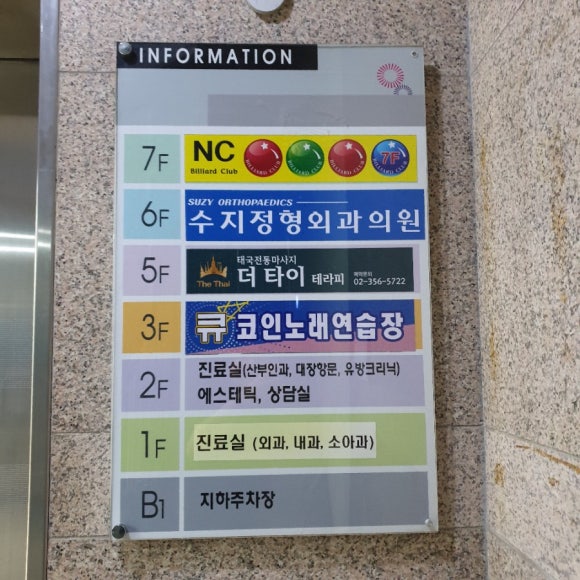 INFORMATION
7F
NC
Billiard Club
7F
6F
SUZY ORTHOPAEDICS
수지정형외과의원
5F
The Thai
태국전통마사지
더 타이 테라피
02-356-5722
3F
큐 코인노래연습장
2F
진료실(산부인과, 대장항문, 유방크리닉)
에스테틱, 상담실
1F
진료실 (외과, 내과, 소아과)
B1
지하주차장